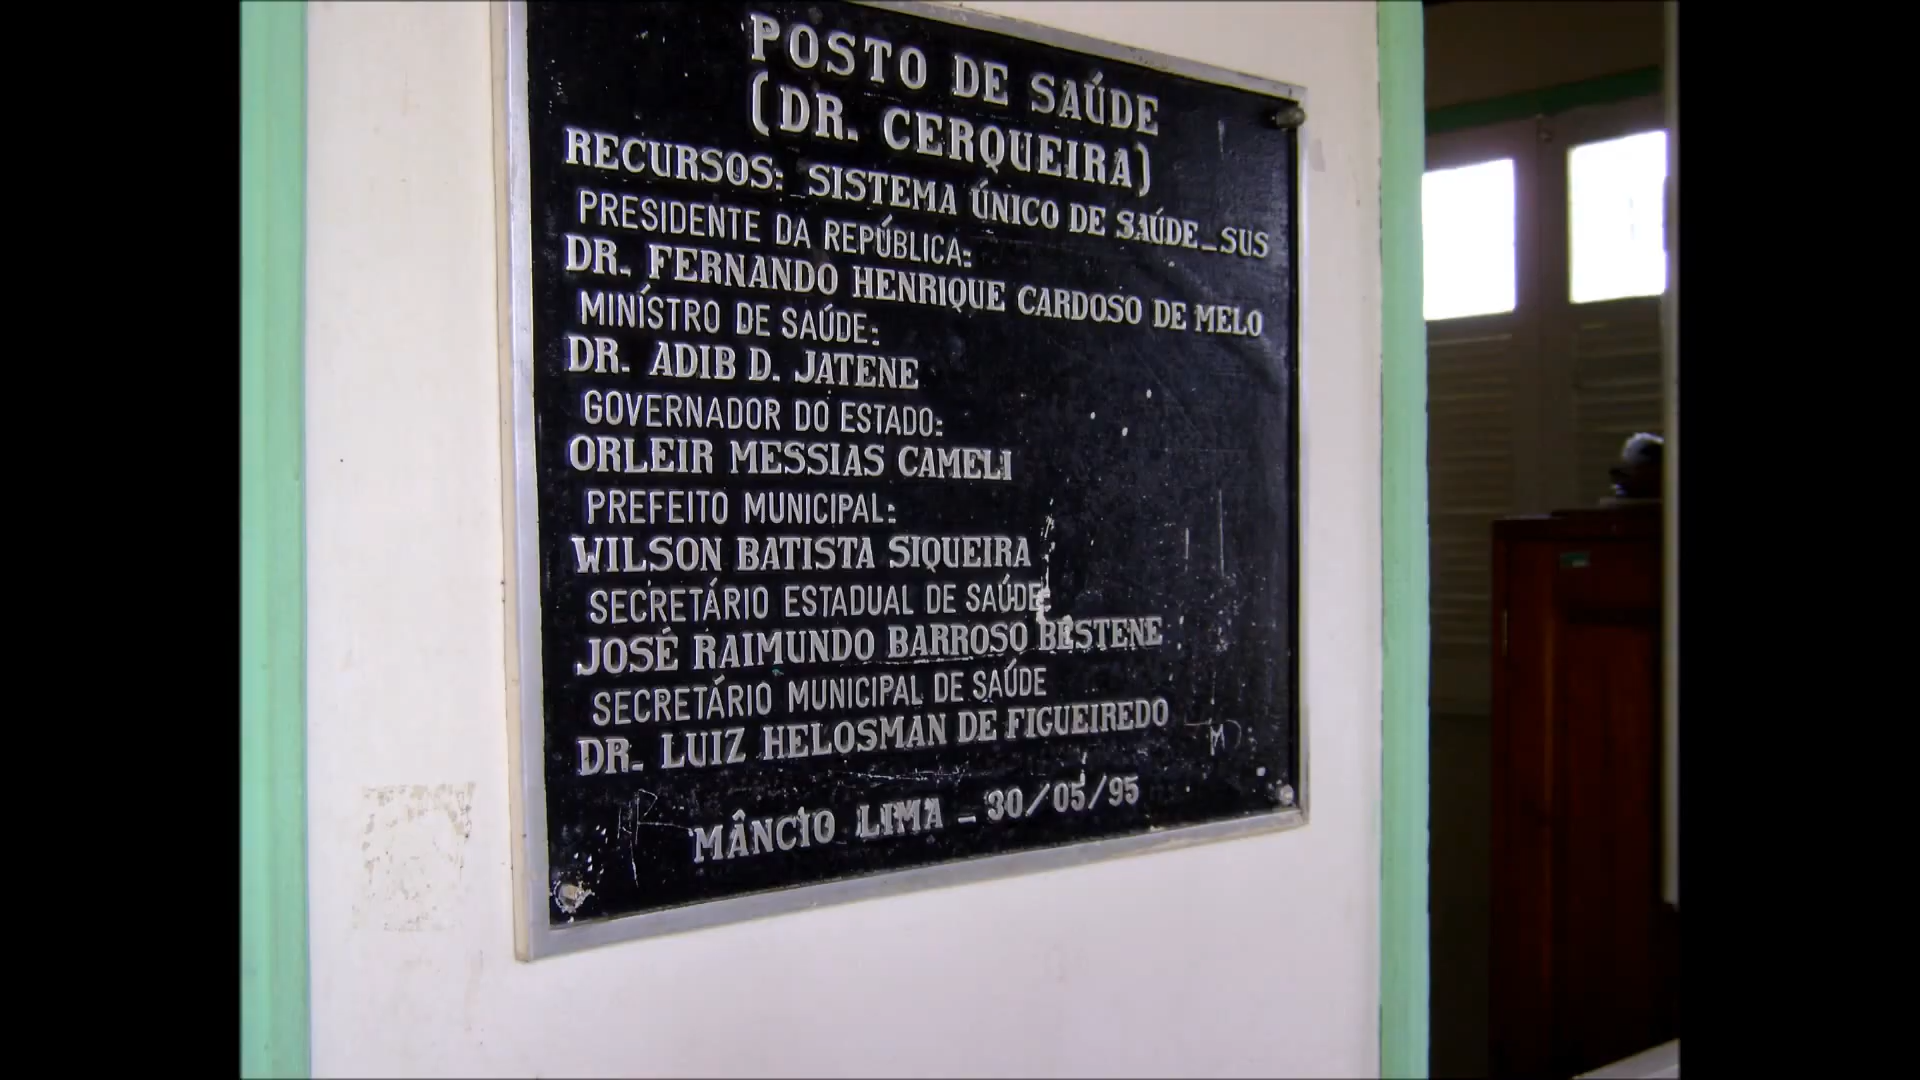 POSTO DE SAÚDE
(DR. CERQUEIRA)
RECURSOS: SISTEMA ÚNICO DE SAÚDE_SUS
PRESIDENTE DA REPÚBLICA:
DR. FERNANDO HENRIQUE CARDOSO DE MELO
MINÍSTRO DE SAÚDE:
DR. ADIB D. JATENE
GOVERNADOR DO ESTADO:
ORLEIR MESSIAS CAMELI
PREFEITO MUNICIPAL:
WILSON BATISTA SIQUEIRA
SECRETÁRIO ESTADUAL DE SAÚDE:
JOSÉ RAIMUNDO BARROSO BESTENE
SECRETÁRIO MUNICIPAL DE SAÚDE
DR. LUIZ HELOSMAN DE FIGUEIREDO
MÂNCIO LIMA _ 30/05/95